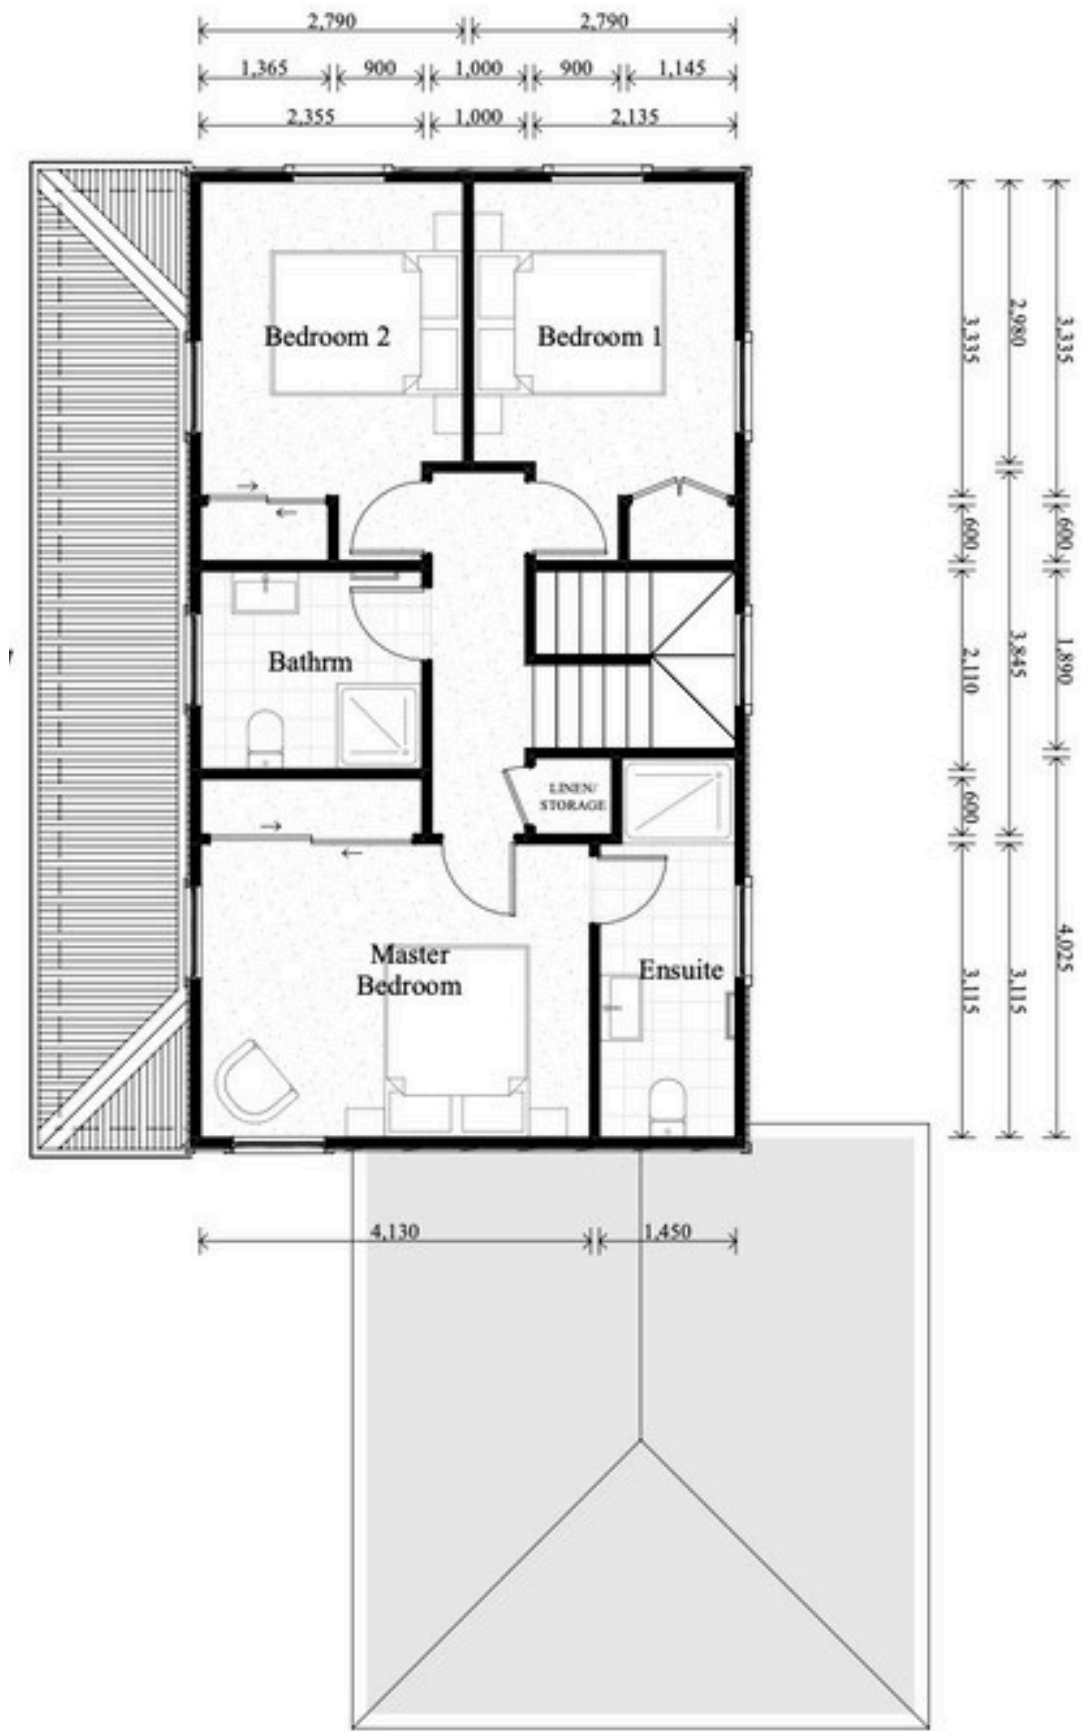 2,790 2,790
1,365 900 1,000 900 1,145
2,355 1,000 2,135
Bedroom 2
Bedroom 1
3,335
2,980
3,335
600
600
Bathrm
2,110
3,845
1,890
LINEN/
STORAGE
600
Master
Bedroom
Ensuite
3,115
3,115
4,025
4,130 1,450